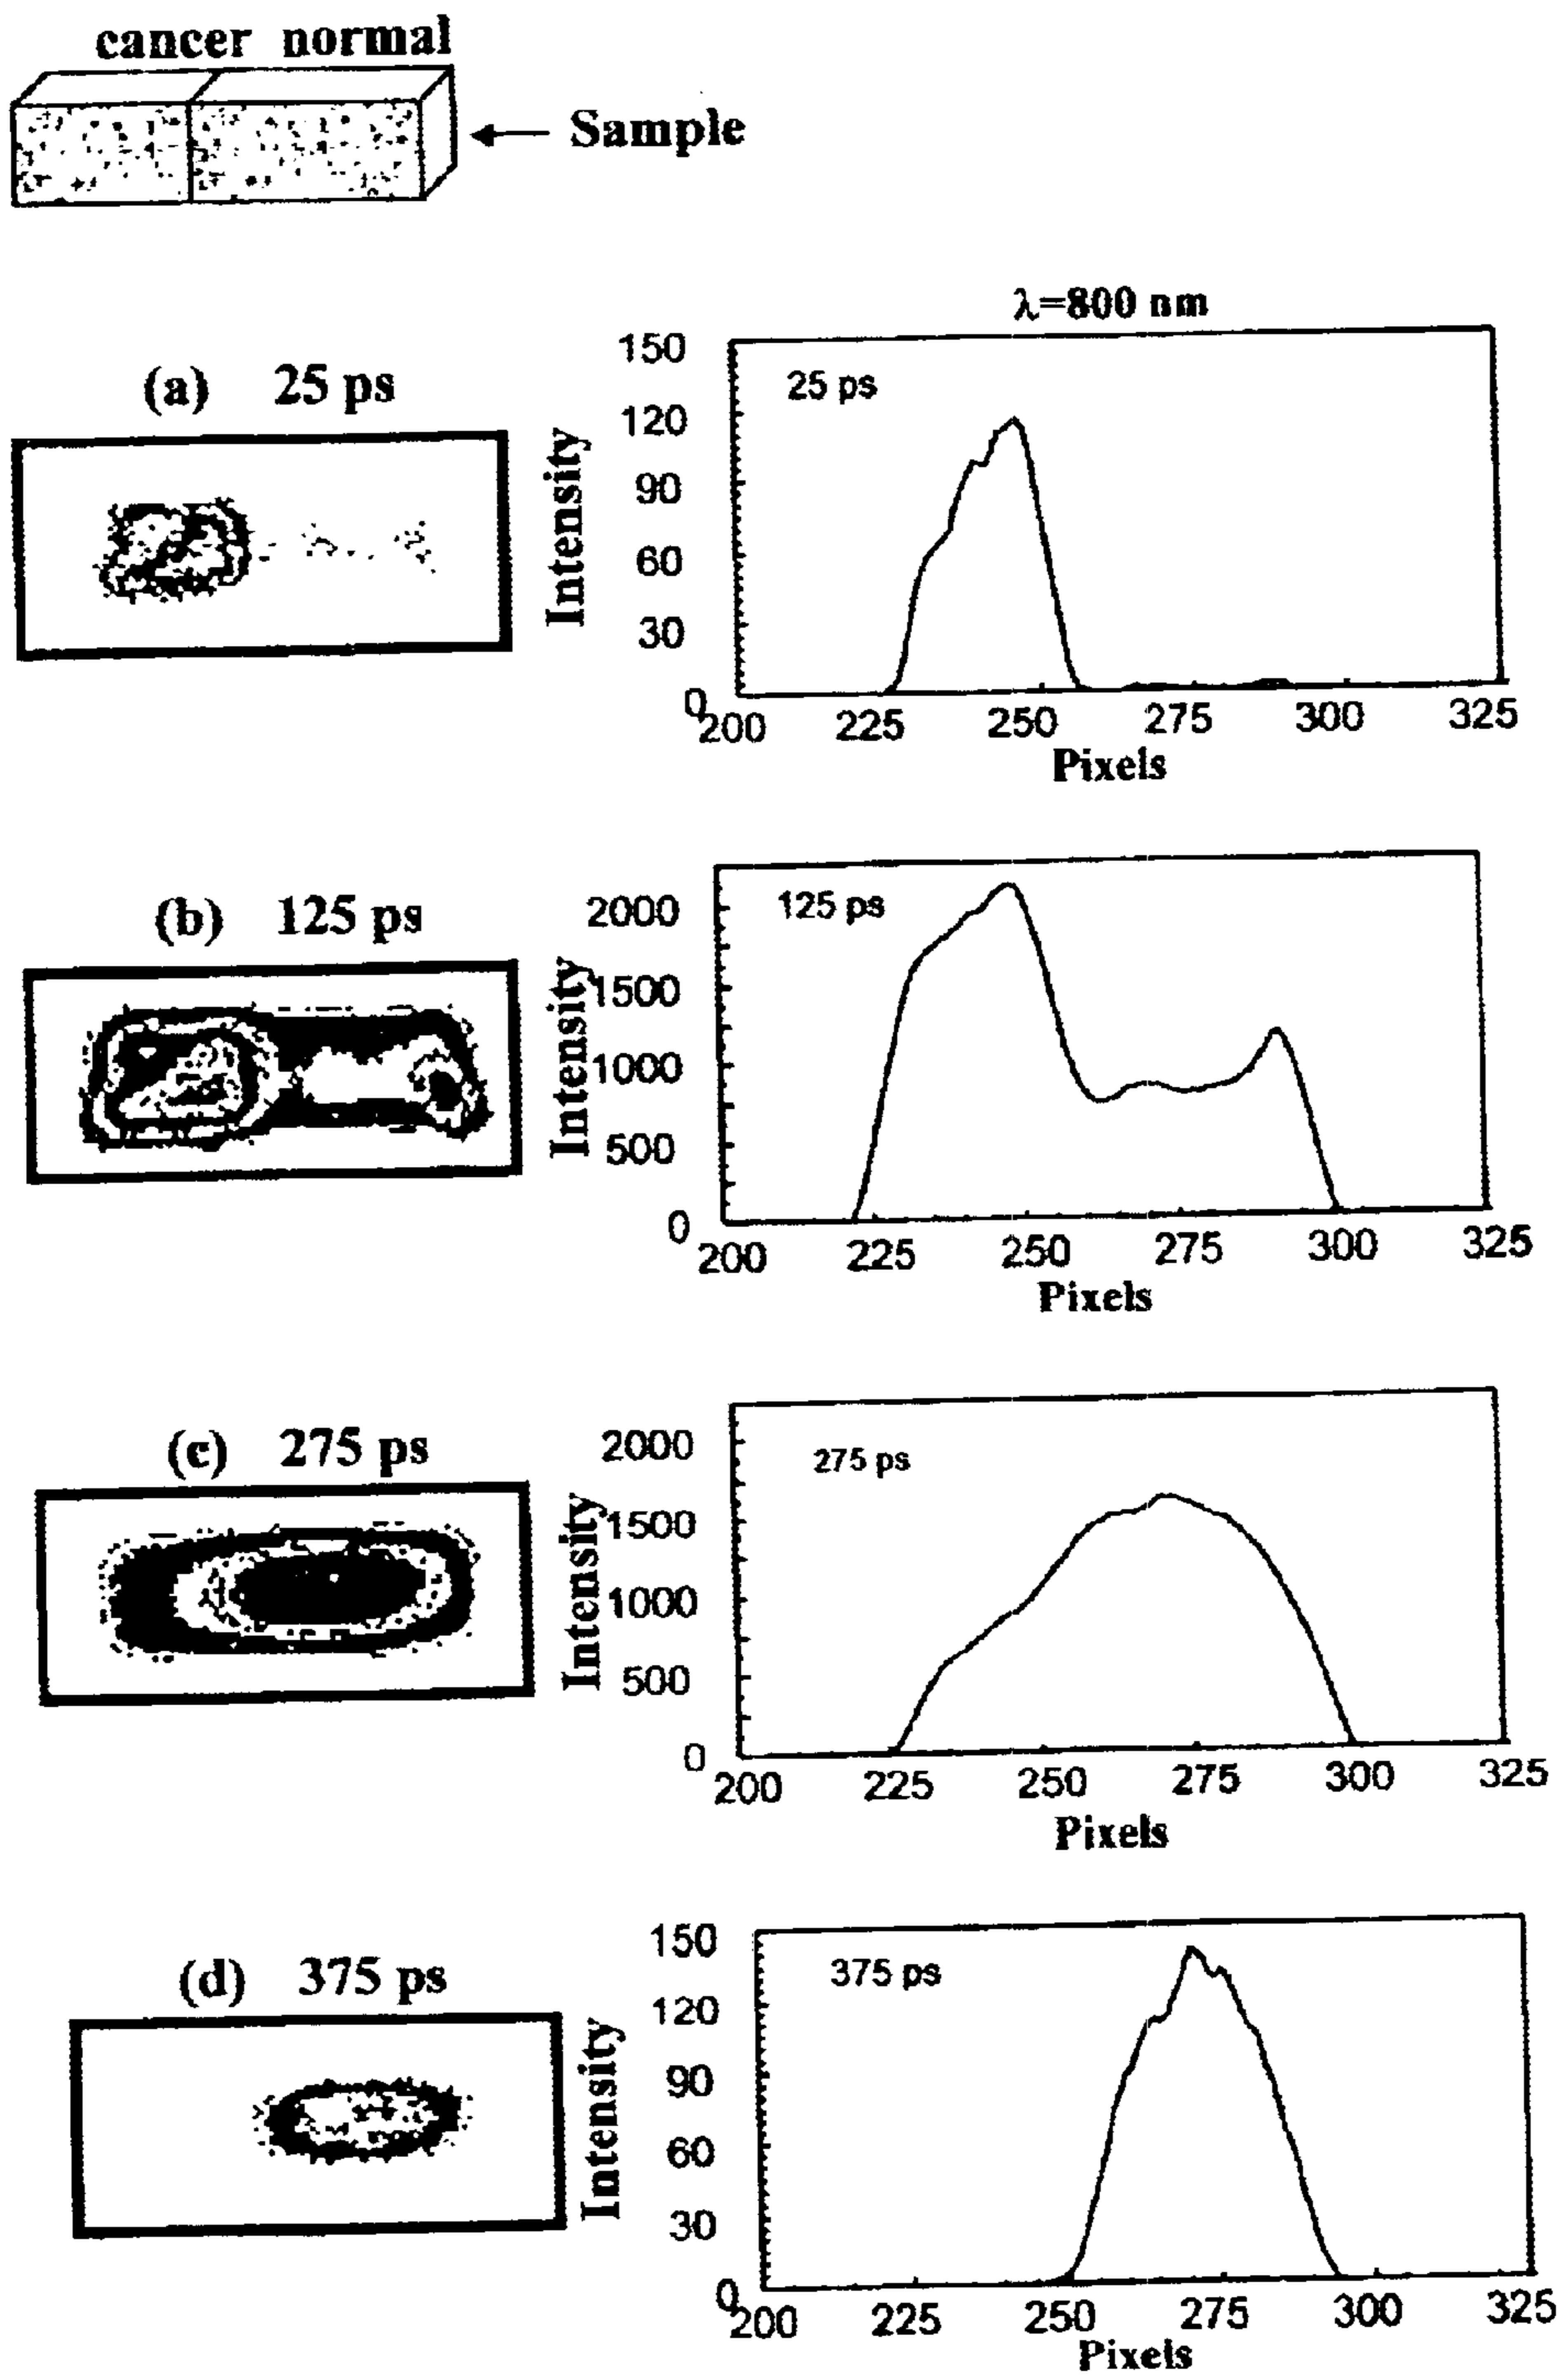 cancer normal
Sample
λ=800 nm
(a) 25 ps
150
120
90
60
30
0
Intensity
25 ps
200 225 250 275 300 325
Pixels
(b) 125 ps
2000
1500
1000
500
0
Intensity
125 ps
200 225 250 275 300 325
Pixels
(c) 275 ps
2000
1500
1000
500
0
Intensity
275 ps
200 225 250 275 300 325
Pixels
(d) 375 ps
150
120
90
60
30
0
Intensity
375 ps
200 225 250 275 300 325
Pixels